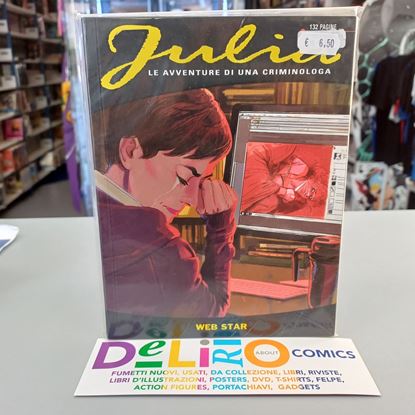 132 PAGINE
€ 6,50
Julia
LE AVVENTURE DI UNA CRIMINOLOGA
WEB STAR
DeLiRiO ABOUT COMICS
FUMETTI NUOVI, USATI, DA COLLEZIONE, LIBRI, RIVISTE,
LIBRI D'ILLUSTRAZIONI, POSTERS, DVD, T-SHIRTS, FELPE,
ACTION FIGURES, PORTACHIAVI, GADGETS